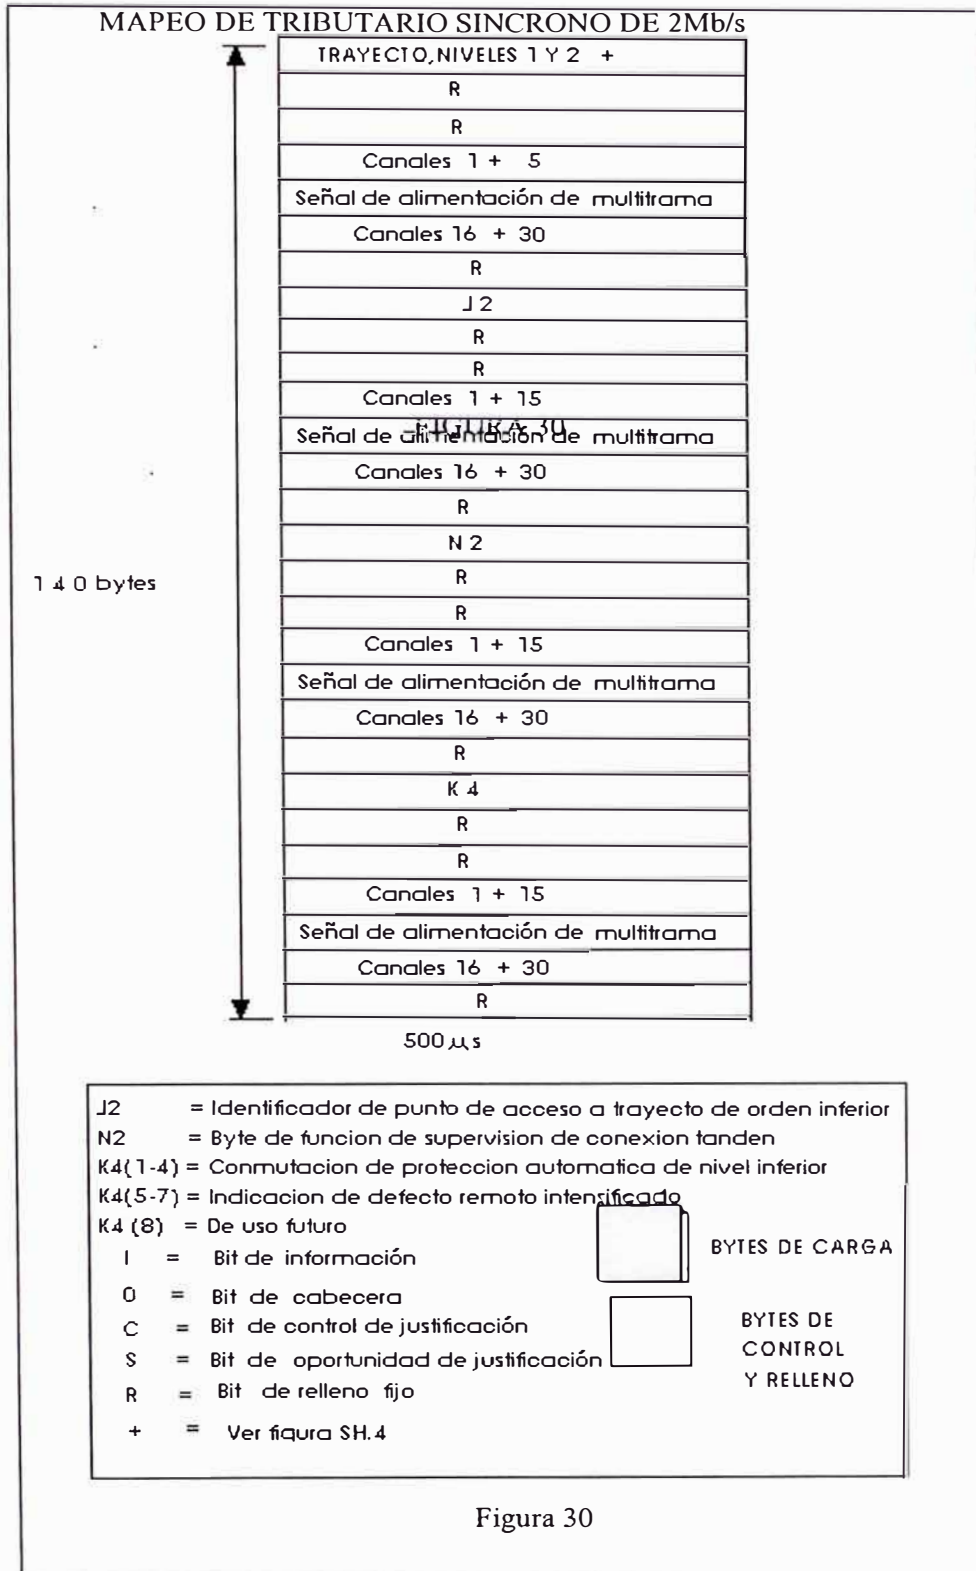 MAPEO DE TRIBUTARIO SINCRONO DE 2Mb/s
TRAYECTO,NIVELES 1 Y 2 +
R
R
Canales 1 + 5
Señal de alimentación de multitrama
Canales 16 + 30
R
J2
R
R
Canales 1 + 15
FIGURA 30
Señal de alimentación de multitrama
Canales 16 + 30
R
N2
140 bytes
R
R
Canales 1 + 15
Señal de alimentación de multitrama
Canales 16 + 30
R
K4
R
R
Canales 1 + 15
Señal de alimentación de multitrama
Canales 16 + 30
R
500 µs
J2 = Identificador de punto de acceso a trayecto de orden inferior
N2 = Byte de funcion de supervision de conexion tanden
K4(1-4) = Conmutacion de proteccion automatica de nivel inferior
K4(5-7) = Indicacion de defecto remoto intensificado
K4 (8) = De uso futuro
I = Bit de información
O = Bit de cabecera
C = Bit de control de justificación
S = Bit de oportunidad de justificación
R = Bit de relleno fijo
+ = Ver figura SH.4
BYTES DE CARGA
BYTES DE
CONTROL
Y RELLENO
Figura 30